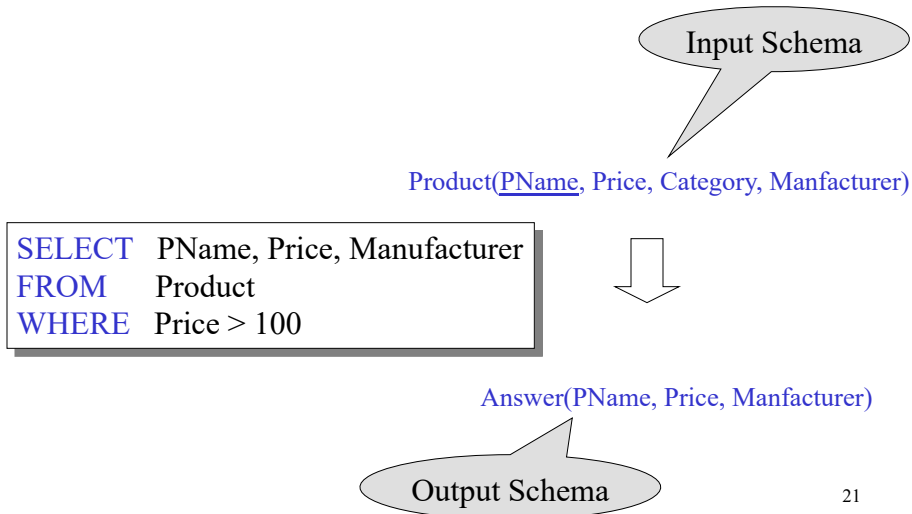 Input Schema
Product(PName, Price, Category, Manfacturer)
SELECT PName, Price, Manufacturer
FROM Product
WHERE Price > 100
Answer(PName, Price, Manfacturer)
Output Schema
21